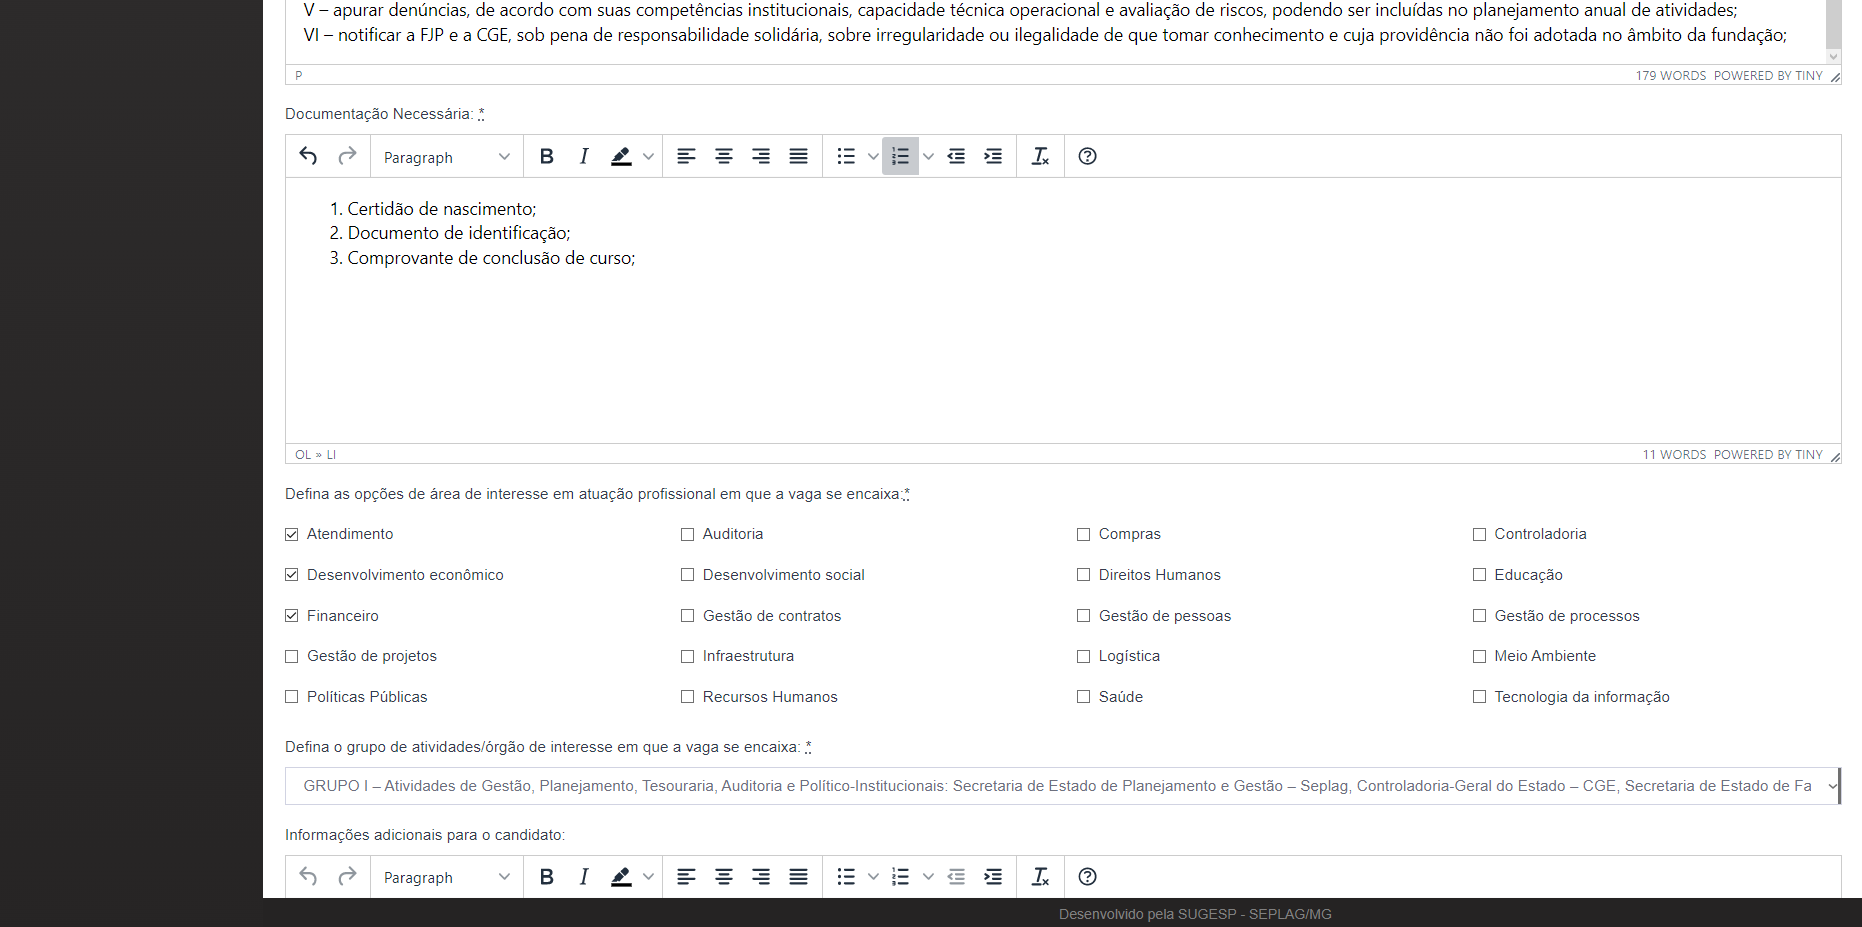 V – apurar denúncias, de acordo com suas competências institucionais, capacidade técnica operacional e avaliação de riscos, podendo ser incluídas no planejamento anual de atividades;
VI – notificar a FJP e a CGE, sob pena de responsabilidade solidária, sobre irregularidade ou ilegalidade de que tomar conhecimento e cuja providência não foi adotada no âmbito da fundação;
P 179 WORDS POWERED BY TINY
Documentação Necessária: *
Paragraph B I
1. Certidão de nascimento;
2. Documento de identificação;
3. Comprovante de conclusão de curso;
OL » LI 11 WORDS POWERED BY TINY
Defina as opções de área de interesse em atuação profissional em que a vaga se encaixa:*
Atendimento Auditoria Compras Controladoria
Desenvolvimento econômico Desenvolvimento social Direitos Humanos Educação
Financeiro Gestão de contratos Gestão de pessoas Gestão de processos
Gestão de projetos Infraestrutura Logística Meio Ambiente
Políticas Públicas Recursos Humanos Saúde Tecnologia da informação
Defina o grupo de atividades/órgão de interesse em que a vaga se encaixa: *
GRUPO I – Atividades de Gestão, Planejamento, Tesouraria, Auditoria e Político-Institucionais: Secretaria de Estado de Planejamento e Gestão – Seplag, Controladoria-Geral do Estado – CGE, Secretaria de Estado de Fa
Informações adicionais para o candidato:
Paragraph B I
Desenvolvido pela SUGESP - SEPLAG/MG